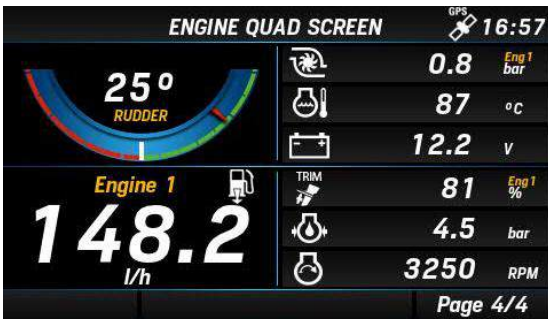 ENGINE QUAD SCREEN
GPS
16:57
25°
RUDDER
0.8 Eng1 bar
87 °C
12.2 V
Engine 1
148.2
l/h
TRIM
81 Eng1 %
4.5 bar
3250 RPM
Page 4/4